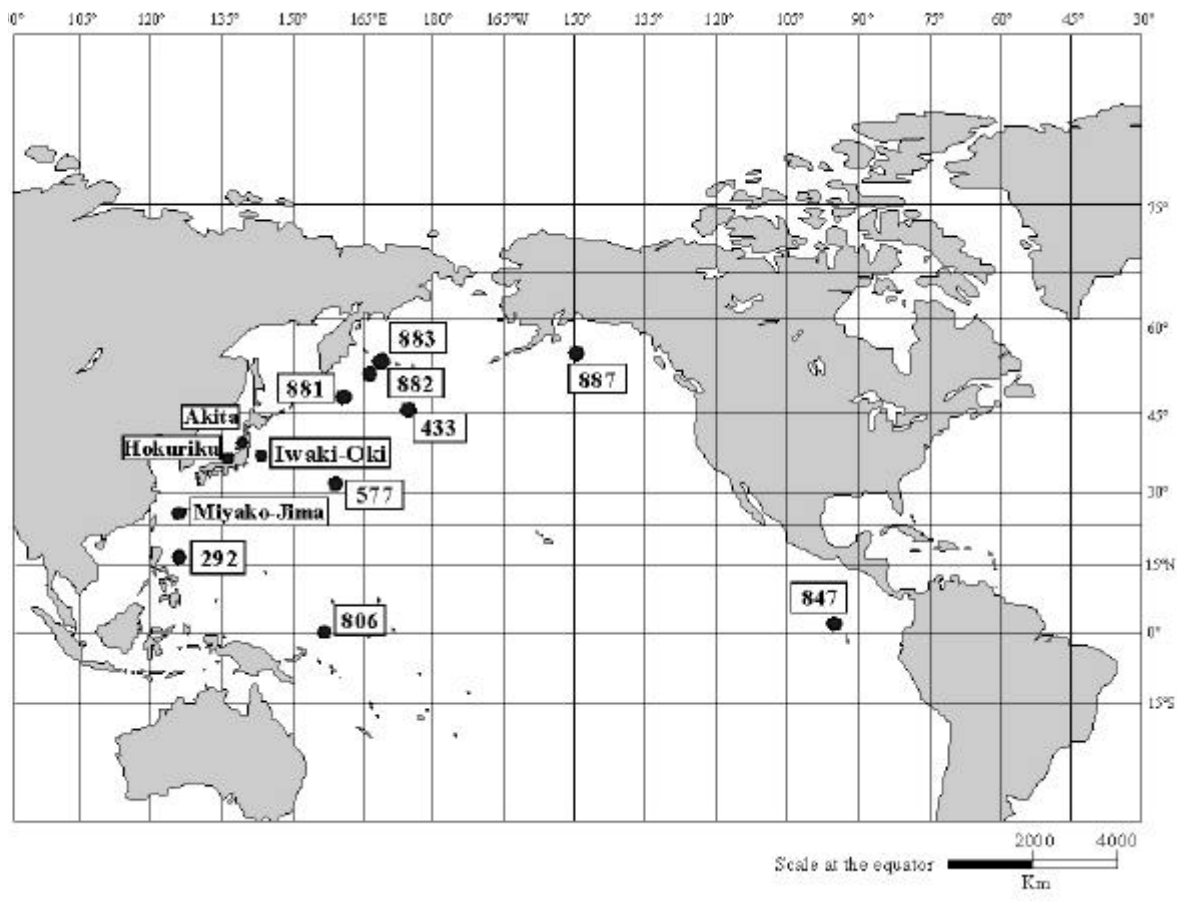 0° 105° 120° 135° 150° 165°E 180° 165°W 150° 135° 120° 105° 90° 75° 60° 45° 30°
75°
60°
883
887
881
882
45°
Akita
433
Hokuriku
Iwaki-Oki
577
30°
Miyako-Jima
292
15°N
847
806
0°
15°S
2000 4000
Scale at the equator
Km